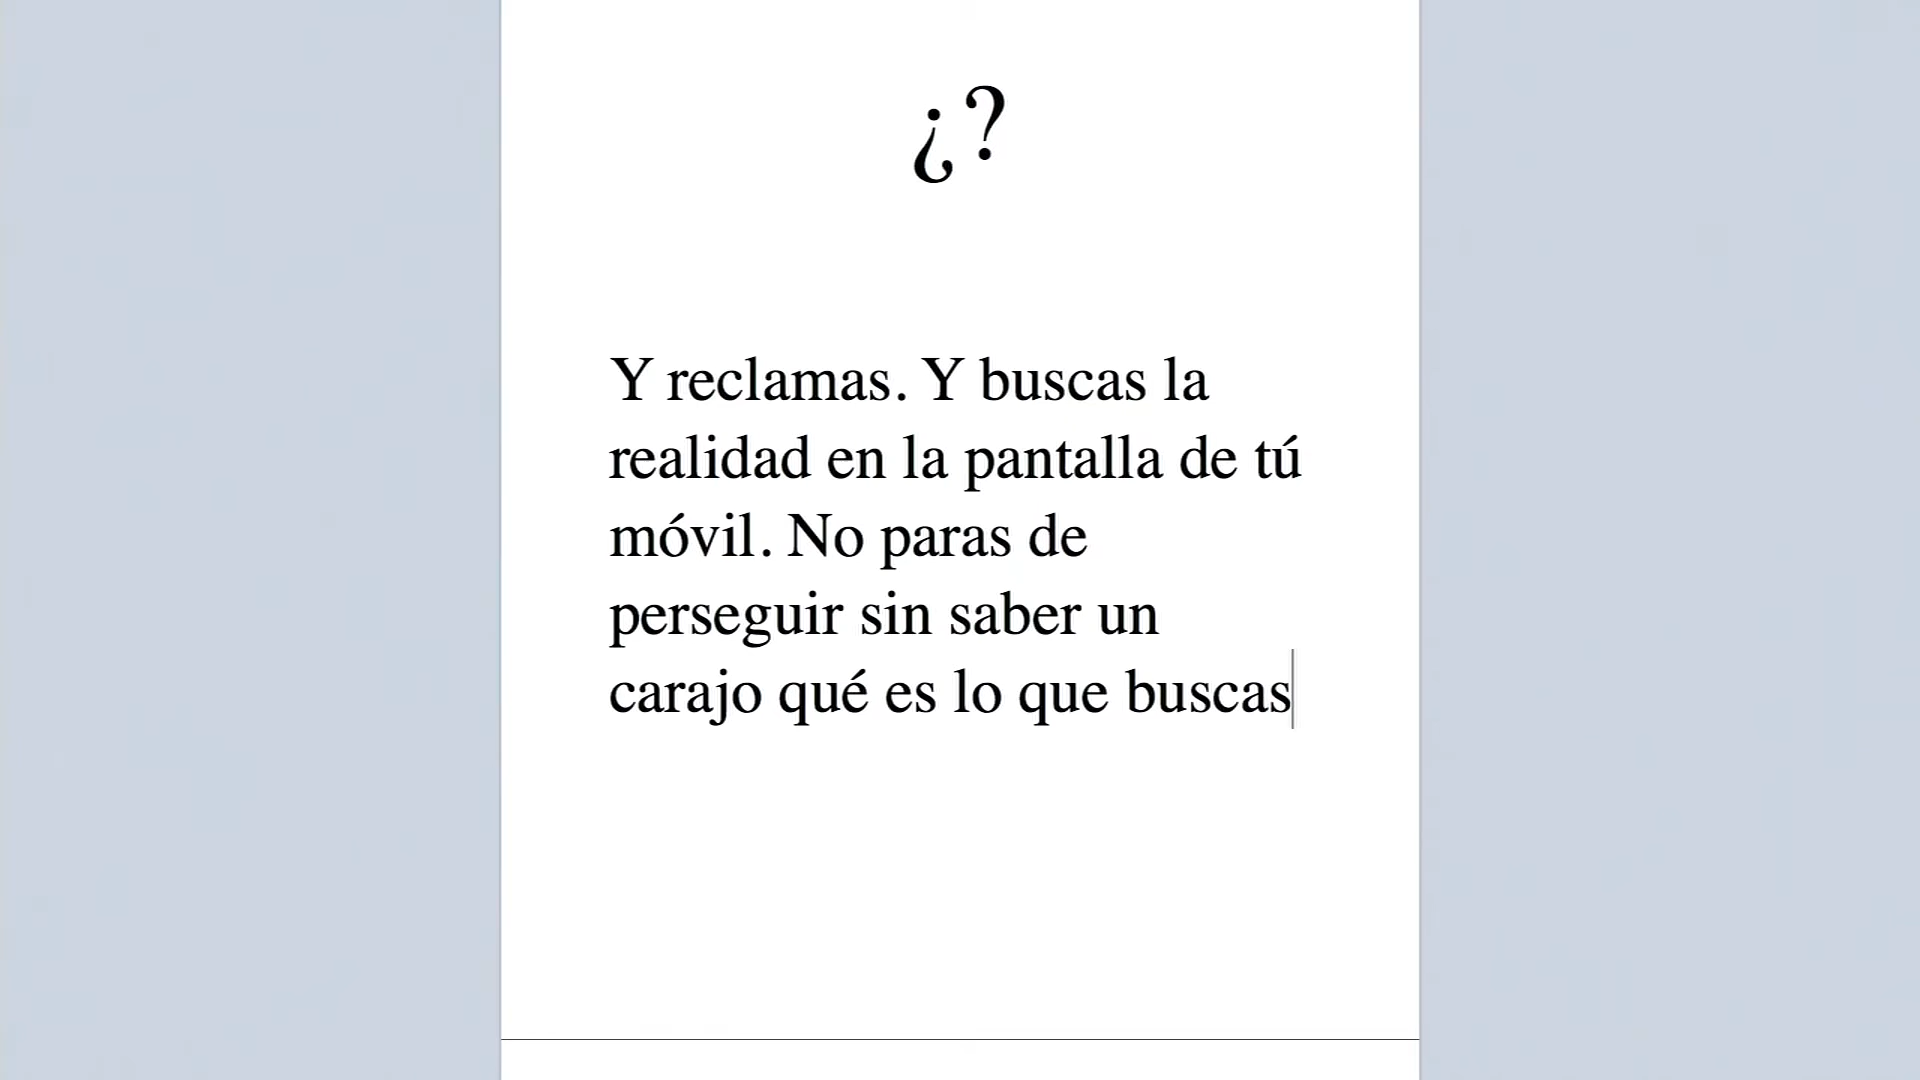 ¿?
Y reclamas. Y buscas la
realidad en la pantalla de tú
móvil. No paras de
perseguir sin saber un
carajo qué es lo que buscas